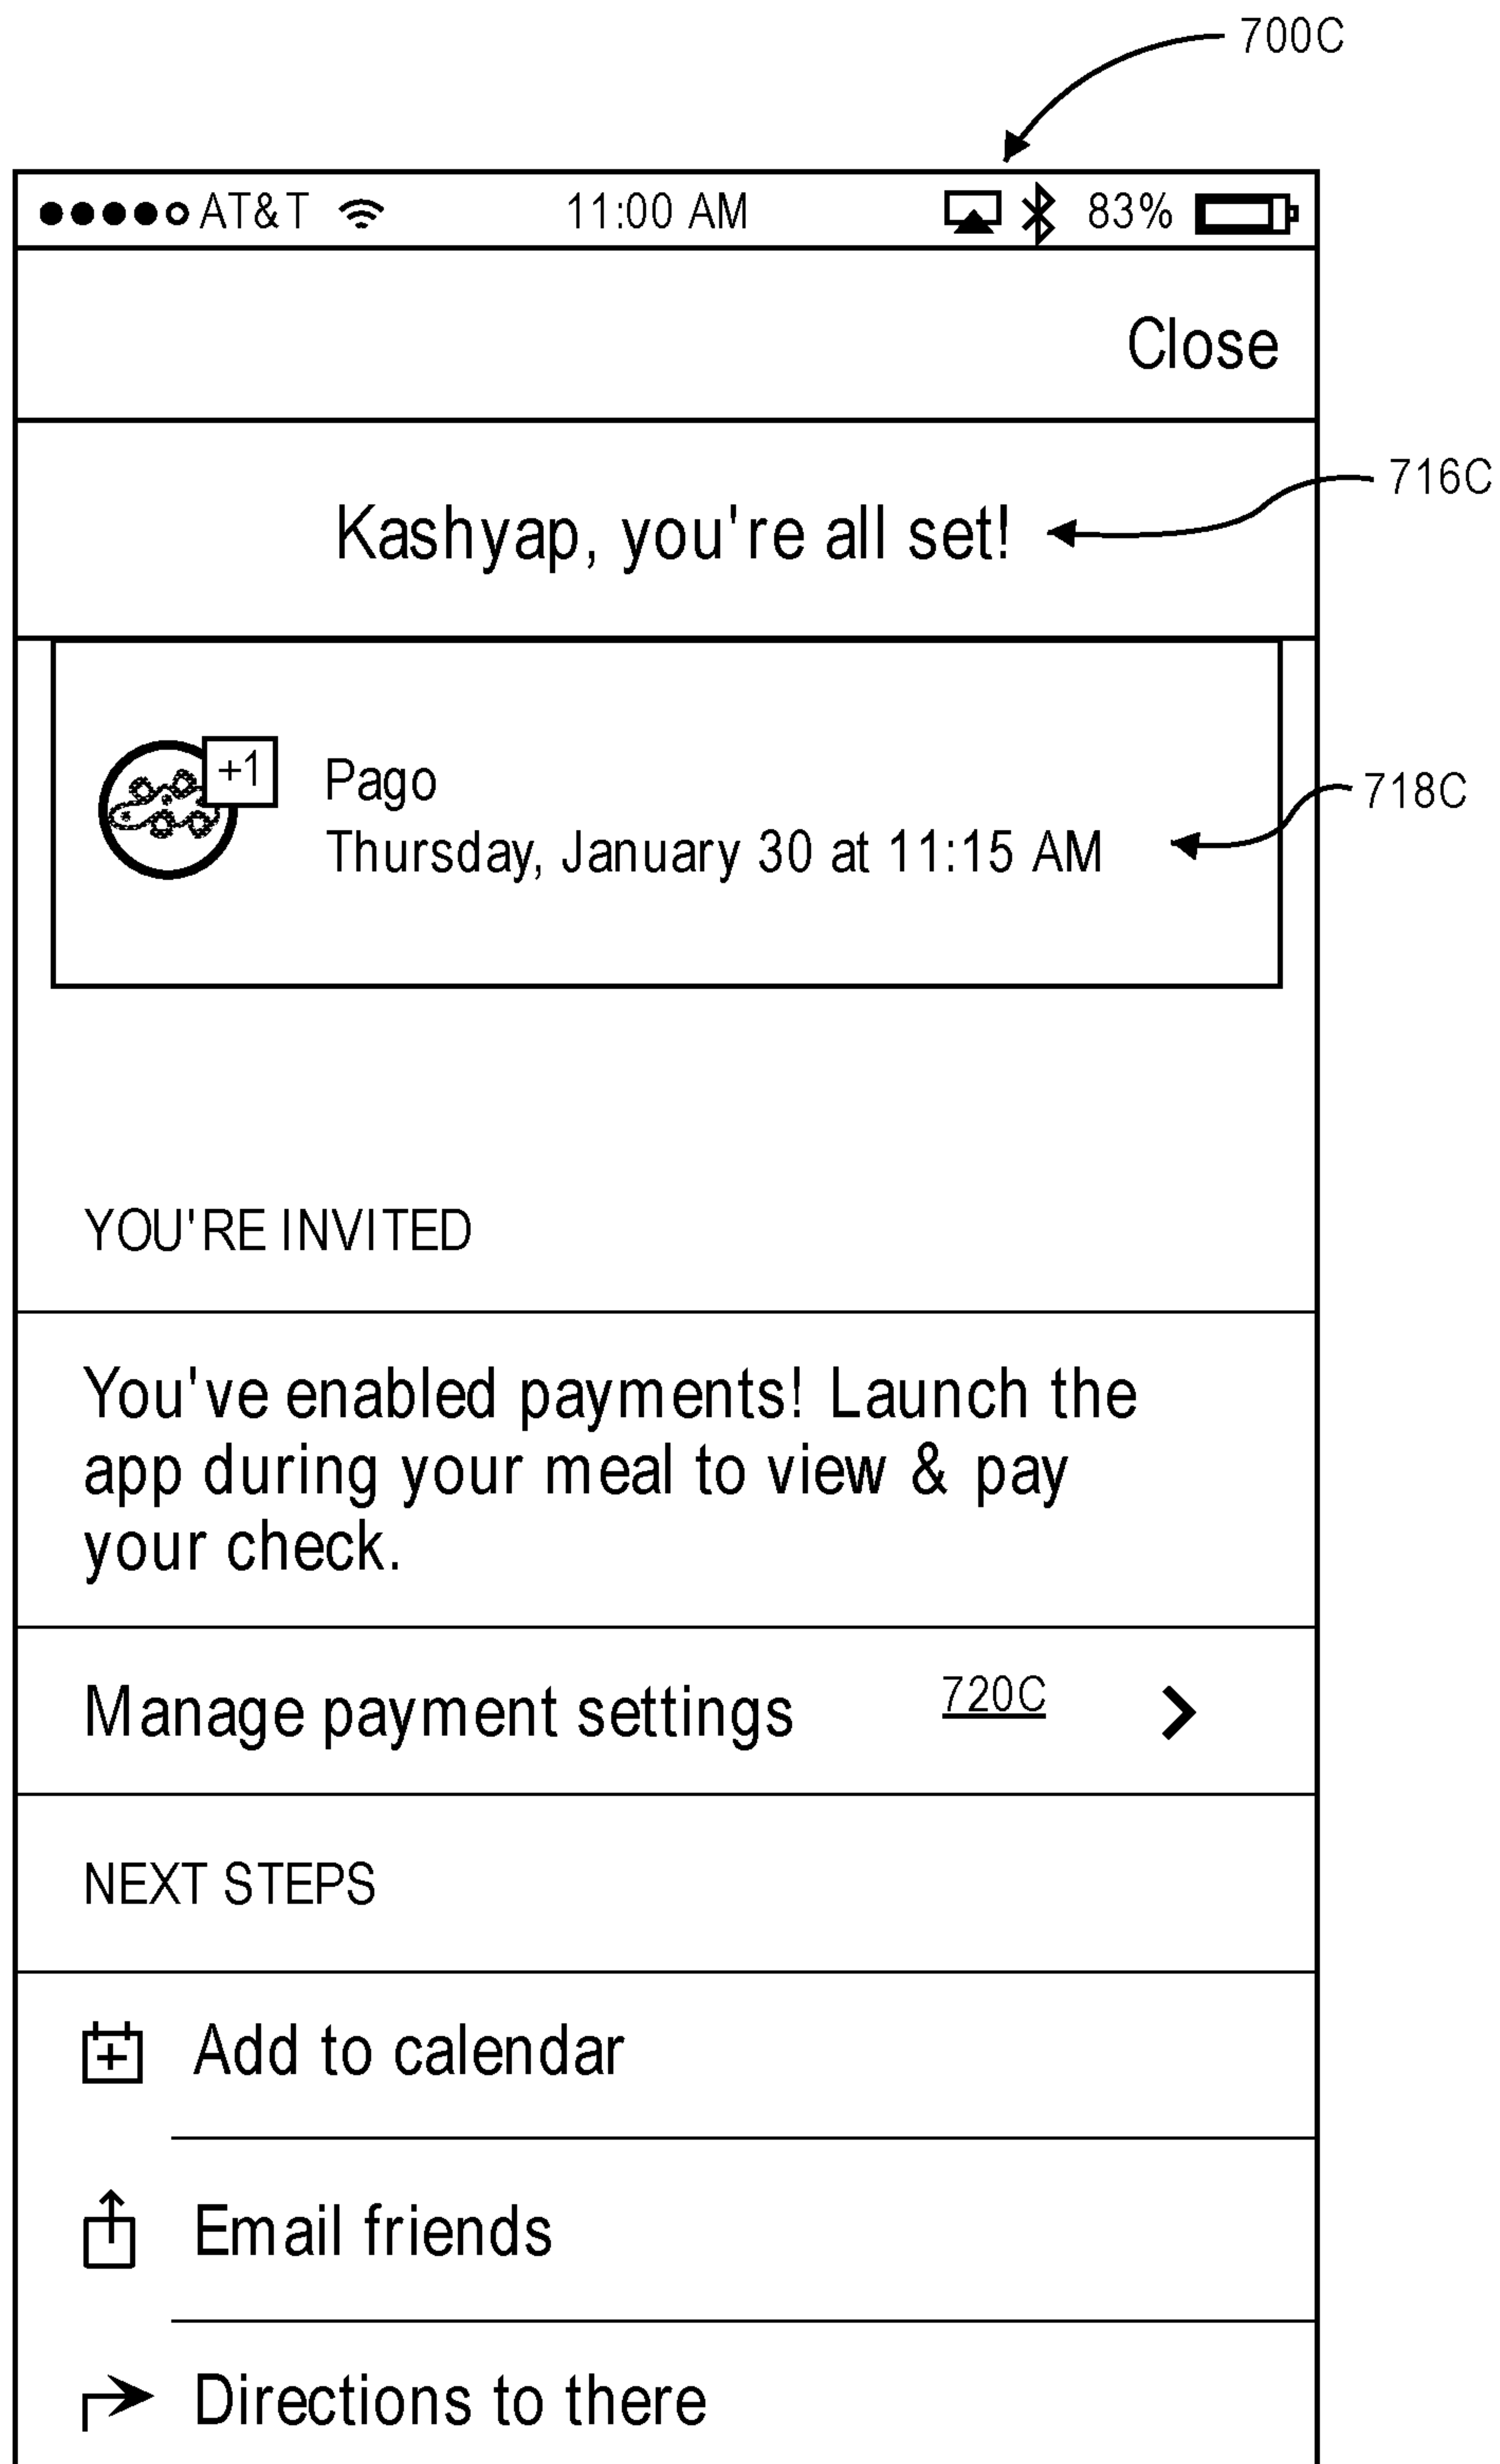 700C
AT&T 11:00 AM 83%
Close
Kashyap, you're all set!
716C
+1
Pago
Thursday, January 30 at 11:15 AM
718C
YOU'RE INVITED
You've enabled payments! Launch the
app during your meal to view & pay
your check.
Manage payment settings 720C
NEXT STEPS
Add to calendar
Email friends
Directions to there